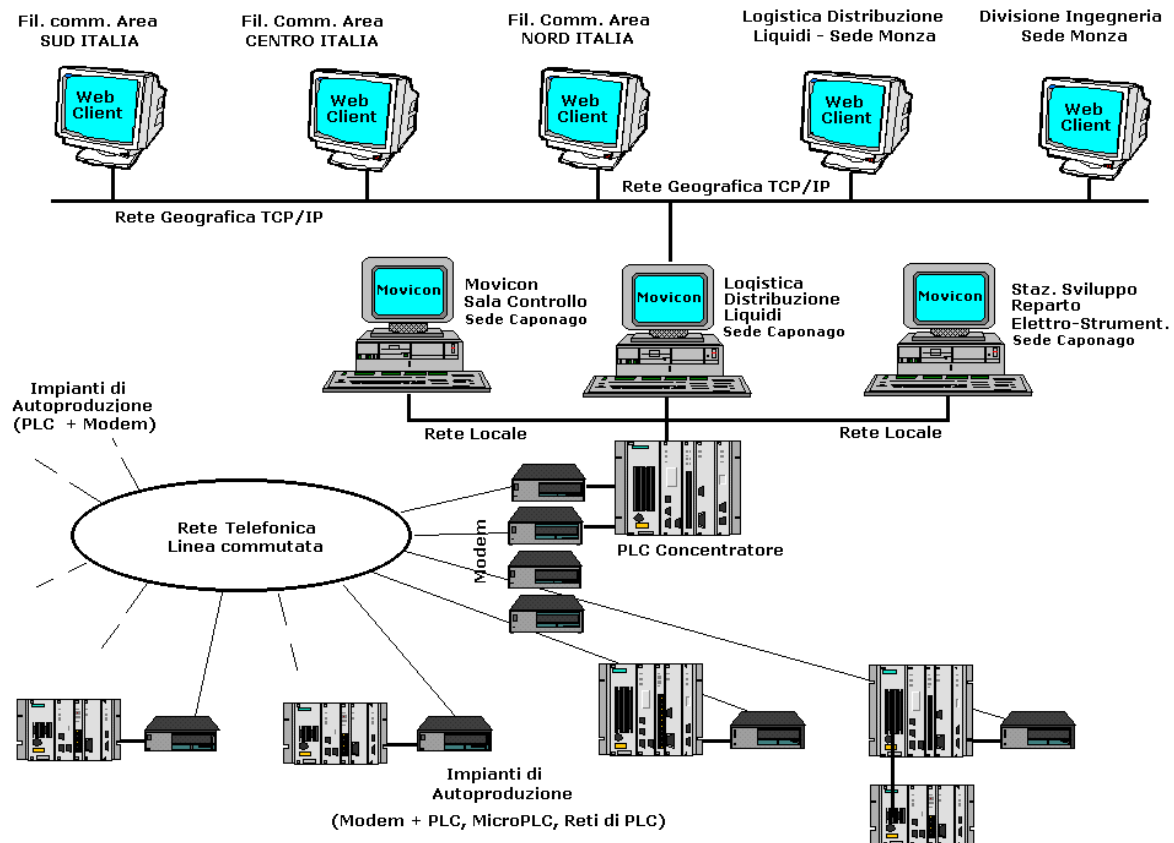 Fil. comm. Area
SUD ITALIA
Fil. Comm. Area
CENTRO ITALIA
Fil. Comm. Area
NORD ITALIA
Logistica Distribuzione
Liquidi - Sede Monza
Divisione Ingegneria
Sede Monza
Web
Client
Web
Client
Web
Client
Web
Client
Web
Client
Rete Geografica TCP/IP
Rete Geografica TCP/IP
Movicon
Movicon
Sala Controllo
Sede Caponago
Movicon
Logistica
Distribuzione
Liquidi
Sede Caponago
Movicon
Staz. Sviluppo
Reparto
Elettro-Strument.
Sede Caponago
Impianti di
Autoproduzione
(PLC + Modem)
Rete Locale
Rete Locale
Rete Telefonica
Linea commutata
Modem
PLC Concentratore
Impianti di
Autoproduzione
(Modem + PLC, MicroPLC, Reti di PLC)